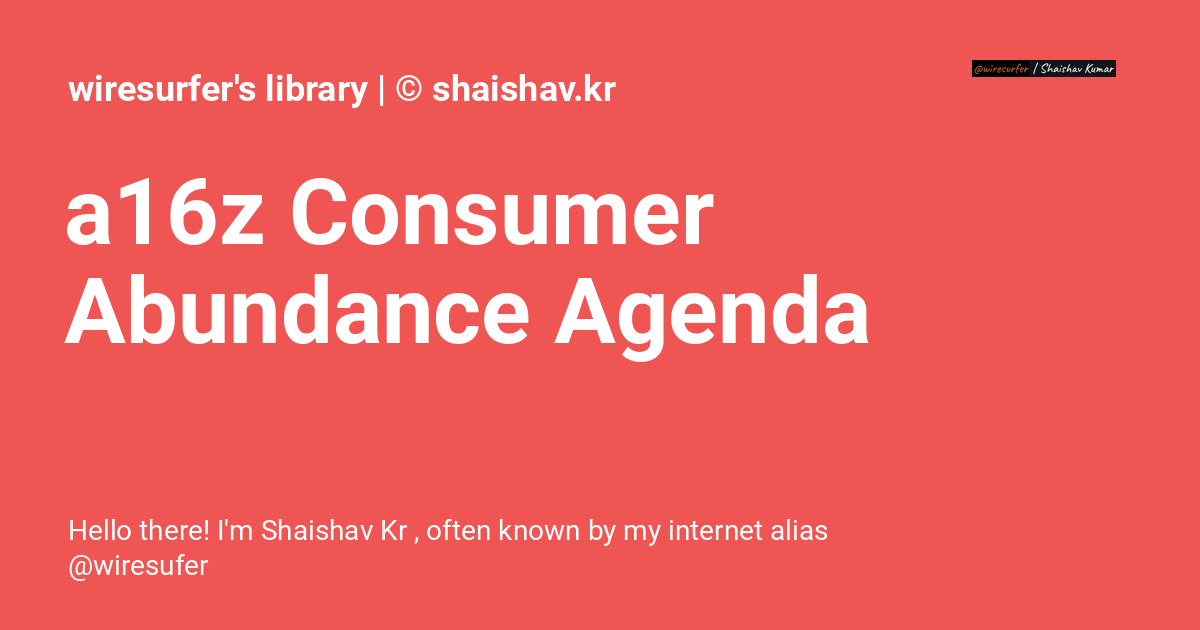 wiresurfer's library | © shaishav.kr
@wiresurfer | Shaishav Kumar
a16z Consumer
Abundance Agenda
Hello there! I'm Shaishav Kr , often known by my internet alias
@wiresufer